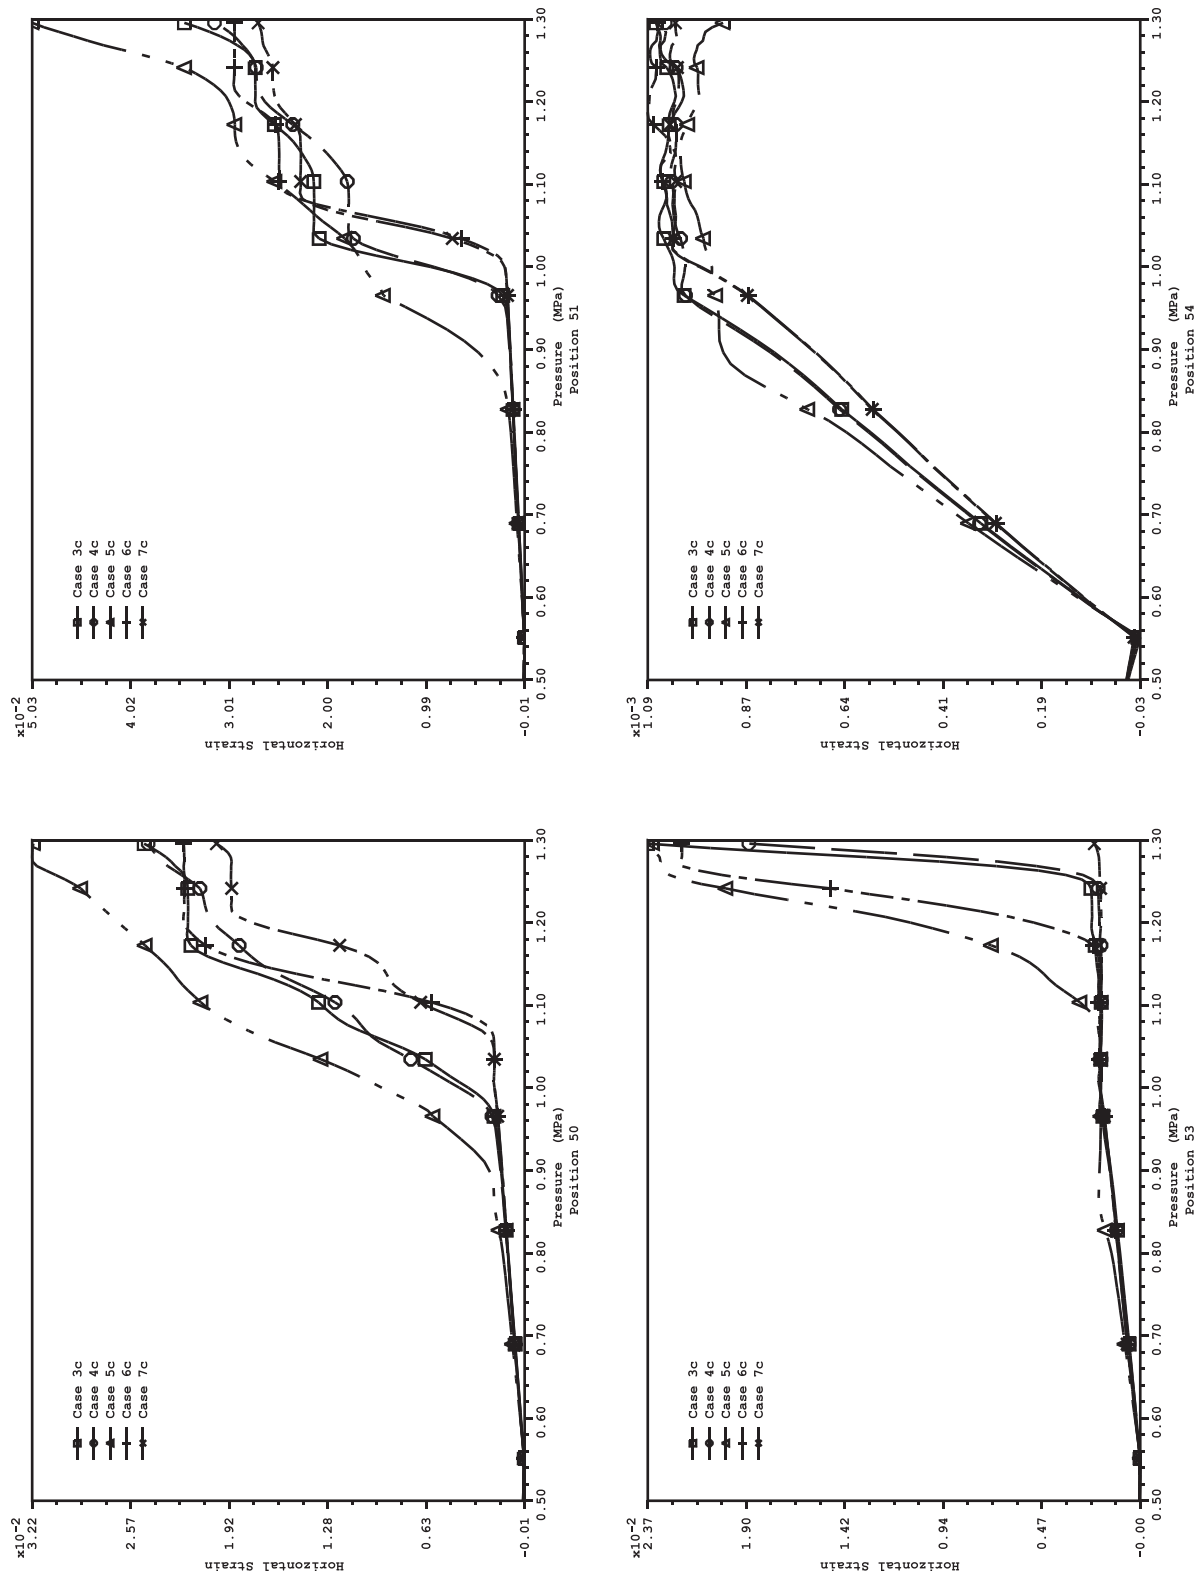 ×10−2
5.03
4.02
3.01
2.00
0.99
-0.01
Horizontal Strain
Case 3c
Case 4c
Case 5c
Case 6c
Case 7c
0.50
0.60
0.70
0.80
0.90
1.00
1.10
1.20
1.30
Pressure (MPa)
Position 51
×10−3
1.09
0.87
0.64
0.41
0.19
-0.03
Horizontal Strain
Case 3c
Case 4c
Case 5c
Case 6c
Case 7c
0.50
0.60
0.70
0.80
0.90
1.00
1.10
1.20
1.30
Pressure (MPa)
Position 54
×10−2
3.22
2.57
1.92
1.28
0.63
-0.01
Horizontal Strain
Case 3c
Case 4c
Case 5c
Case 6c
Case 7c
0.50
0.60
0.70
0.80
0.90
1.00
1.10
1.20
1.30
Pressure (MPa)
Position 50
×10−2
2.37
1.90
1.42
0.94
0.47
-0.00
Horizontal Strain
Case 3c
Case 4c
Case 5c
Case 6c
Case 7c
0.50
0.60
0.70
0.80
0.90
1.00
1.10
1.20
1.30
Pressure (MPa)
Position 53